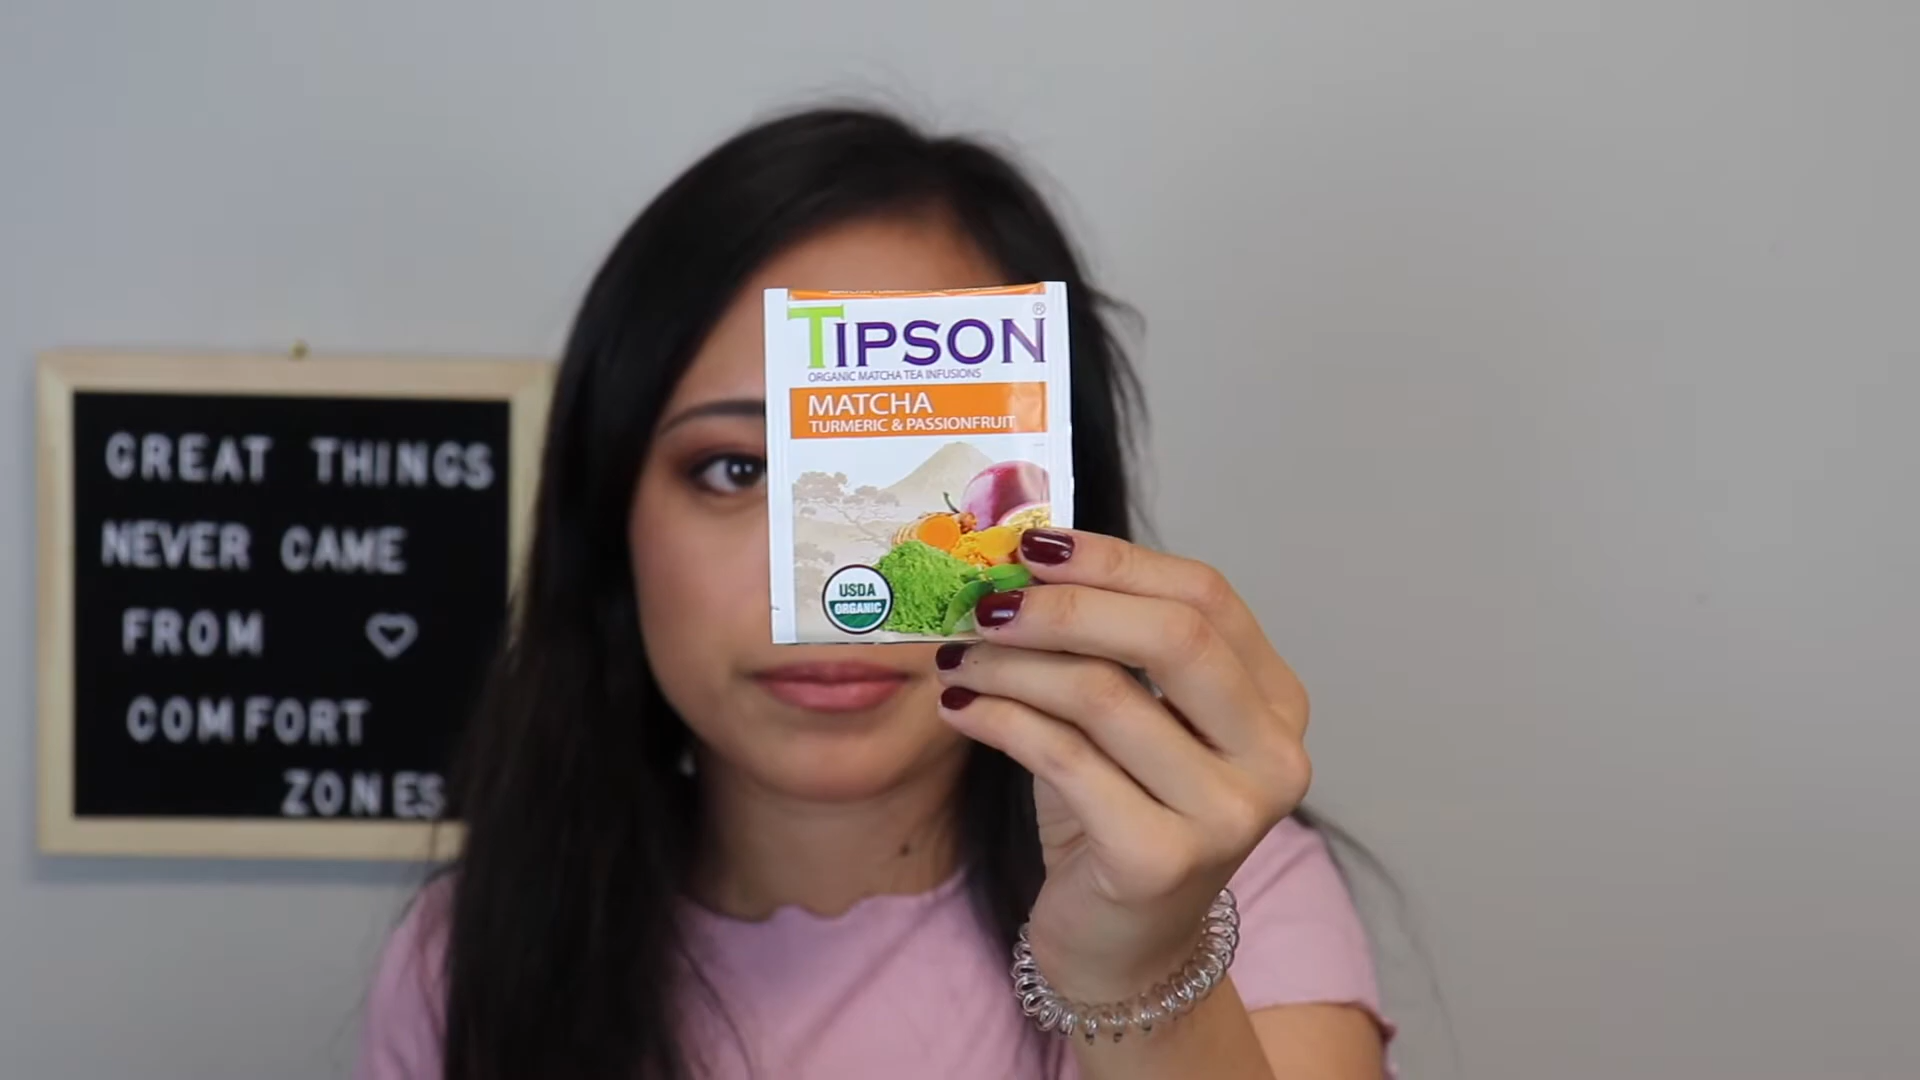 GREAT THINGS
NEVER CAME
FROM
COMFORT
ZONES
TIPSON®
ORGANIC MATCHA TEA INFUSIONS
MATCHA
TURMERIC & PASSIONFRUIT
USDA
ORGANIC